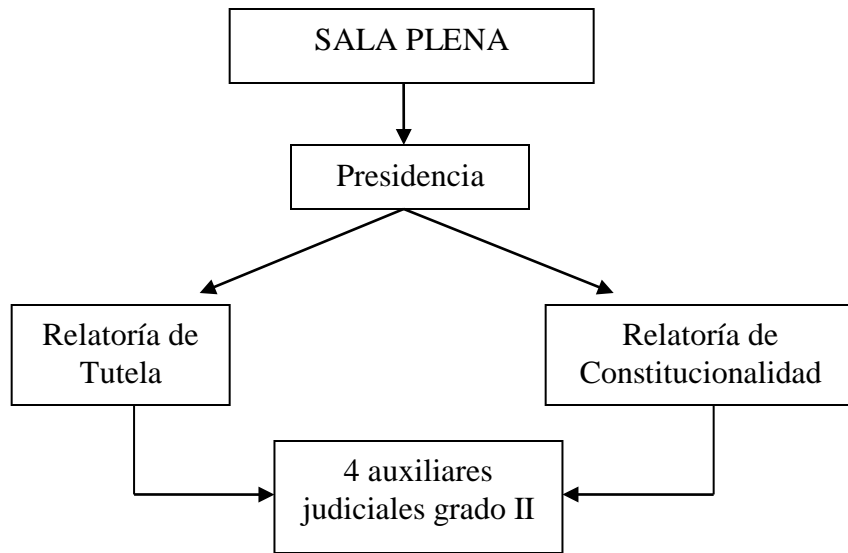 SALA PLENA
Presidencia
Relatoría de
Tutela
Relatoría de
Constitucionalidad
4 auxiliares
judiciales grado II